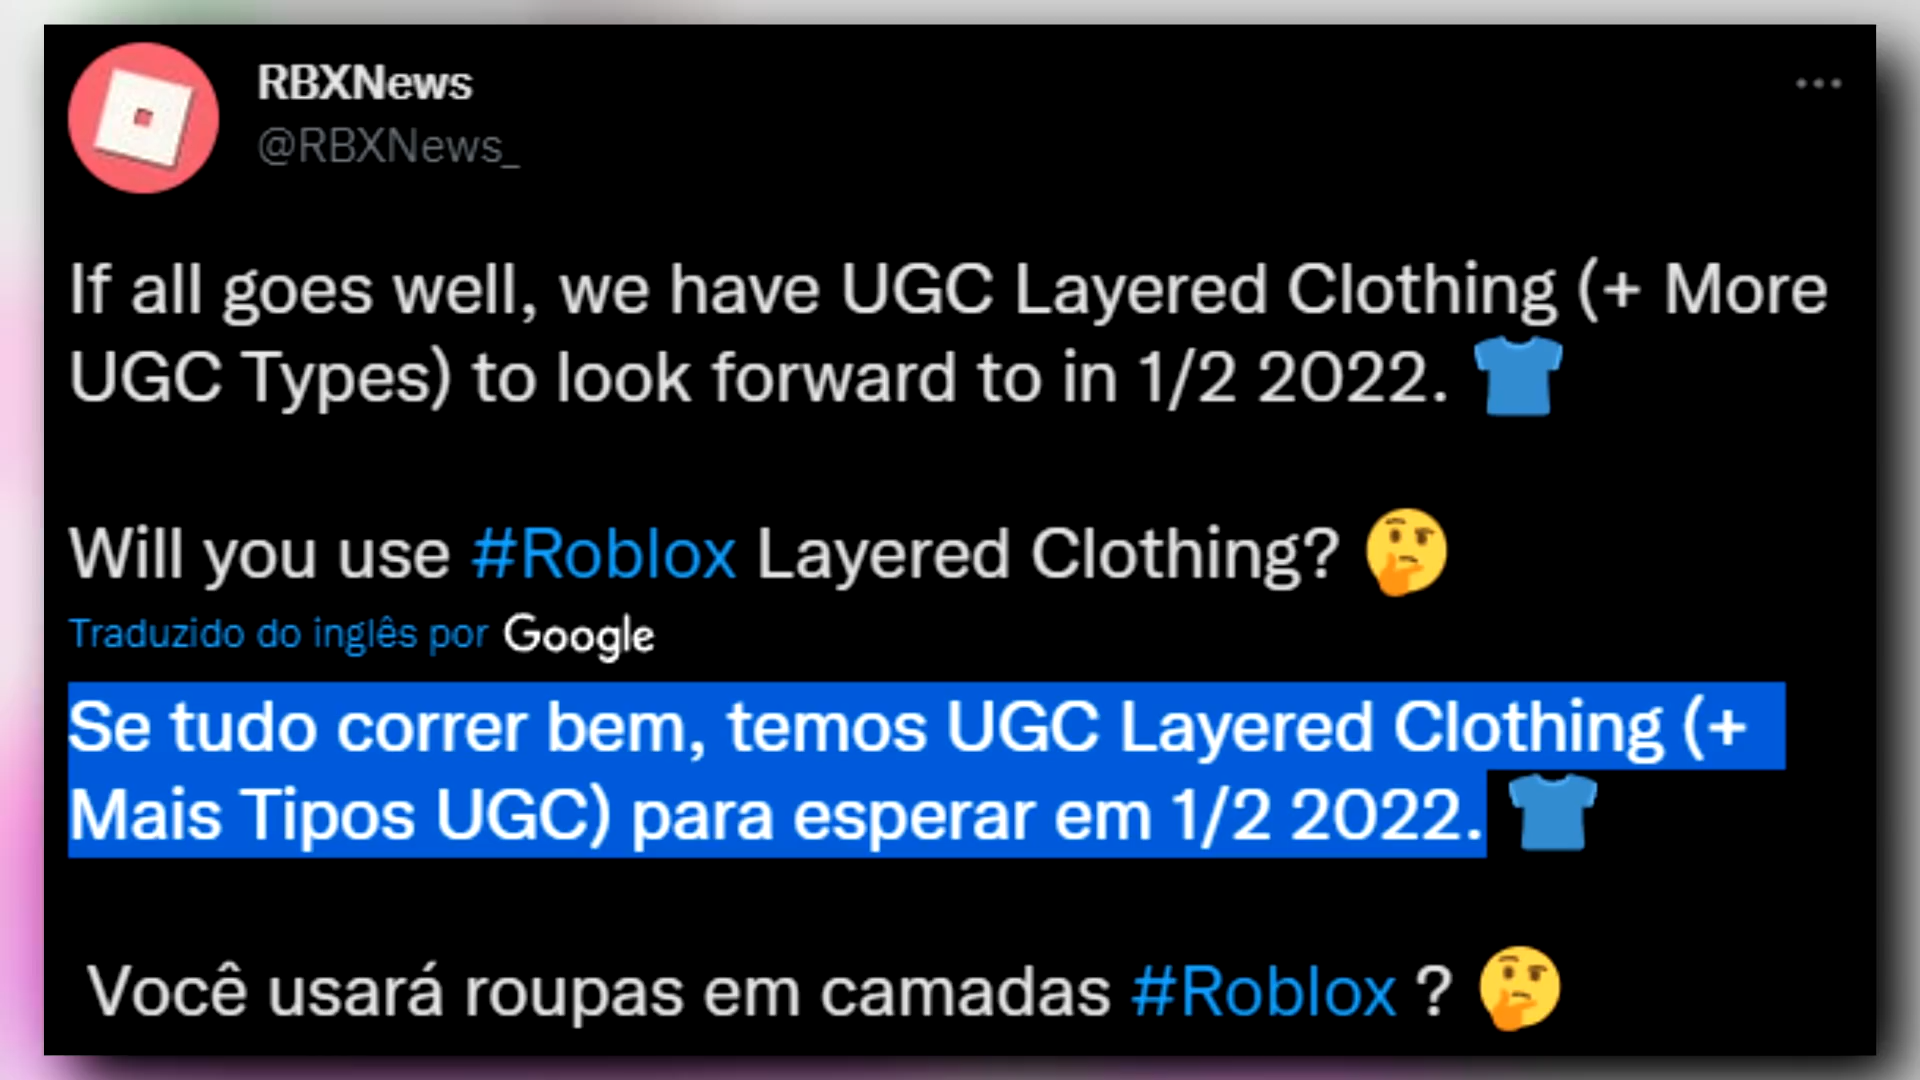 RBXNews
@RBXNews_
If all goes well, we have UGC Layered Clothing (+ More
UGC Types) to look forward to in 1/2 2022. 👕
Will you use #Roblox Layered Clothing? 🤔
Traduzido do inglês por Google
Se tudo correr bem, temos UGC Layered Clothing (+
Mais Tipos UGC) para esperar em 1/2 2022. 👕
Você usará roupas em camadas #Roblox ? 🤔